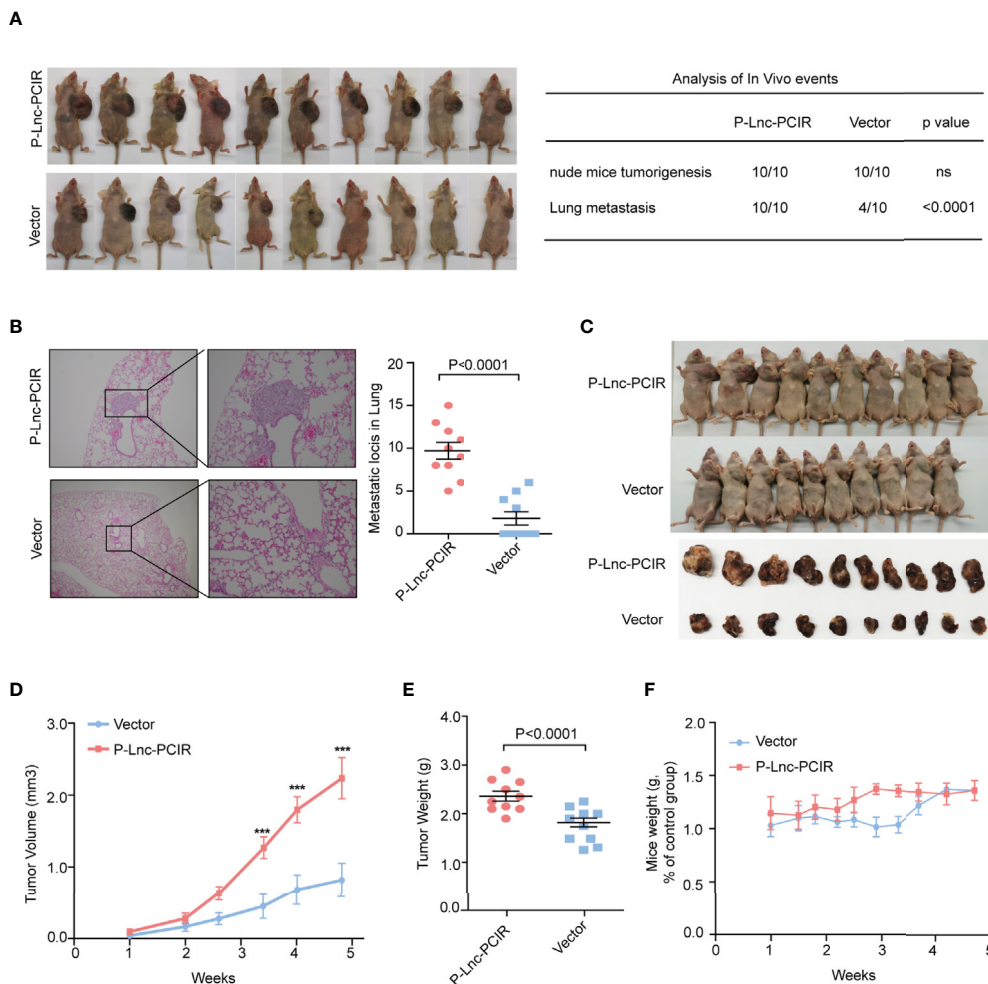 A
P-Lnc-PCIR
Vector
Analysis of In Vivo events
P-Lnc-PCIR Vector p value
nude mice tumorigenesis 10/10 10/10 ns
Lung metastasis 10/10 4/10 <0.0001
B
P-Lnc-PCIR
Vector
Metastatic locis in Lung
20
15
10
5
0
P<0.0001
P-Lnc-PCIR
Vector
C
P-Lnc-PCIR
Vector
P-Lnc-PCIR
Vector
D
Tumor Volume (mm3)
3.0
2.0
1.0
0.0
Vector
P-Lnc-PCIR
*** *** ***
0 1 2 3 4 5
Weeks
E
Tumor Weight (g)
4.0
3.0
2.0
1.0
0.0
P<0.0001
P-Lnc-PCIR
Vector
F
Mice weight (g,
% of control group)
2.0
1.5
1.0
0.5
0.0
Vector
P-Lnc-PCIR
0 1 2 3 4 5
Weeks